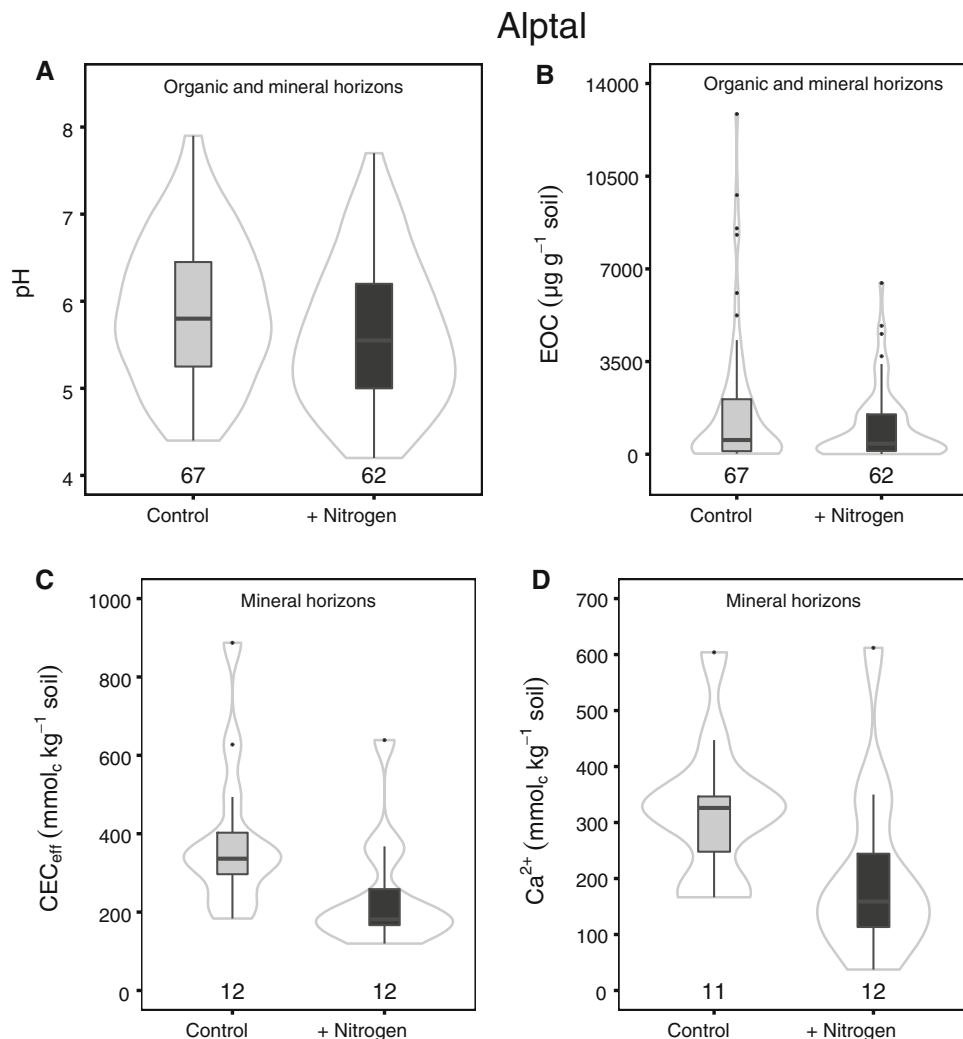 Alptal
A
Organic and mineral horizons
pH
8
7
6
5
4
67
62
Control
+ Nitrogen
B
Organic and mineral horizons
EOC (µg g⁻¹ soil)
14000
10500
7000
3500
0
67
62
Control
+ Nitrogen
C
Mineral horizons
CEC_eff (mmol_c kg⁻¹ soil)
1000
800
600
400
200
0
12
12
Control
+ Nitrogen
D
Mineral horizons
Ca²⁺ (mmol_c kg⁻¹ soil)
700
600
500
400
300
200
100
0
11
12
Control
+ Nitrogen